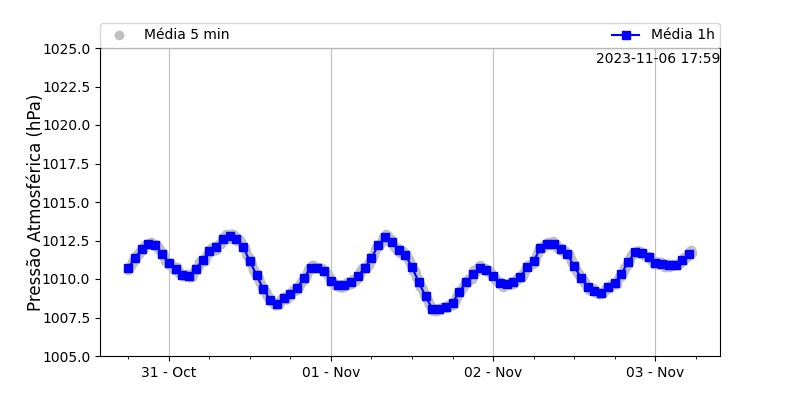 Média 5 min
Média 1h
2023-11-06 17:59
Pressão Atmosférica (hPa)
1025.0
1022.5
1020.0
1017.5
1015.0
1012.5
1010.0
1007.5
1005.0
31 - Oct
01 - Nov
02 - Nov
03 - Nov